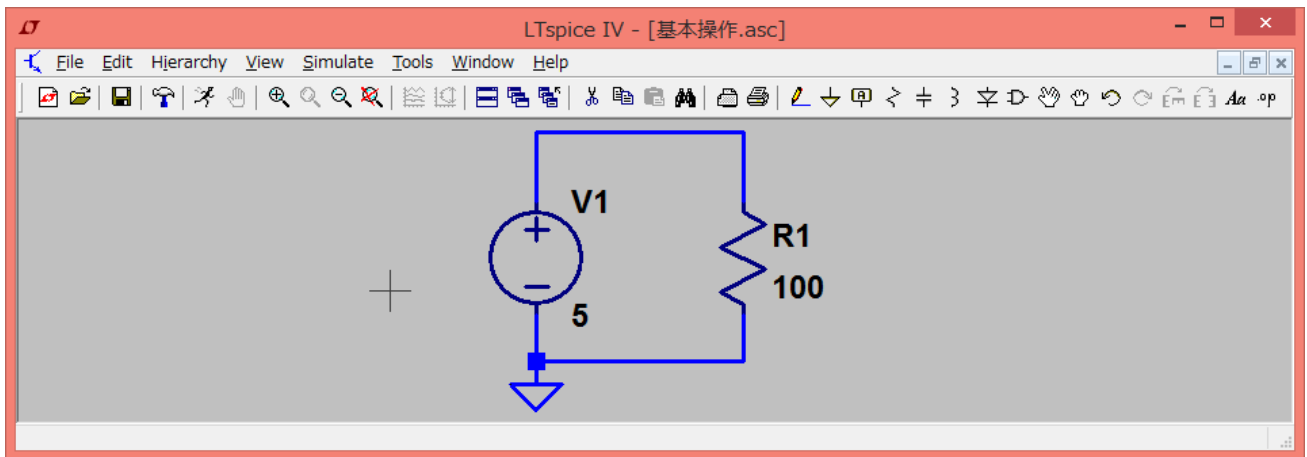 LTspice IV - [基本操作.asc]
File Edit Hierarchy View Simulate Tools Window Help
Aa .op
V1
R1
100
5